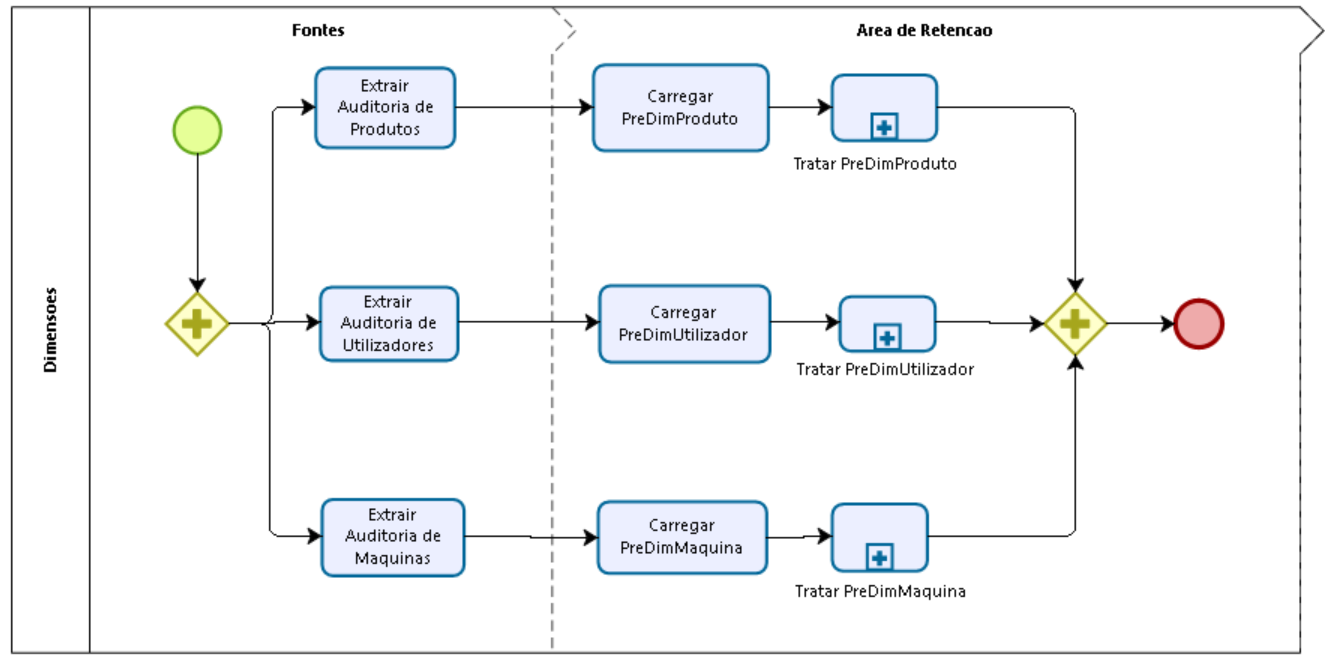 Fontes
Area de Retencao
Dimensoes
Extrair
Auditoria de
Produtos
Carregar
PreDimProduto
Tratar PreDimProduto
Extrair
Auditoria de
Utilizadores
Carregar
PreDimUtilizador
Tratar PreDimUtilizador
Extrair
Auditoria de
Maquinas
Carregar
PreDimMaquina
Tratar PreDimMaquina